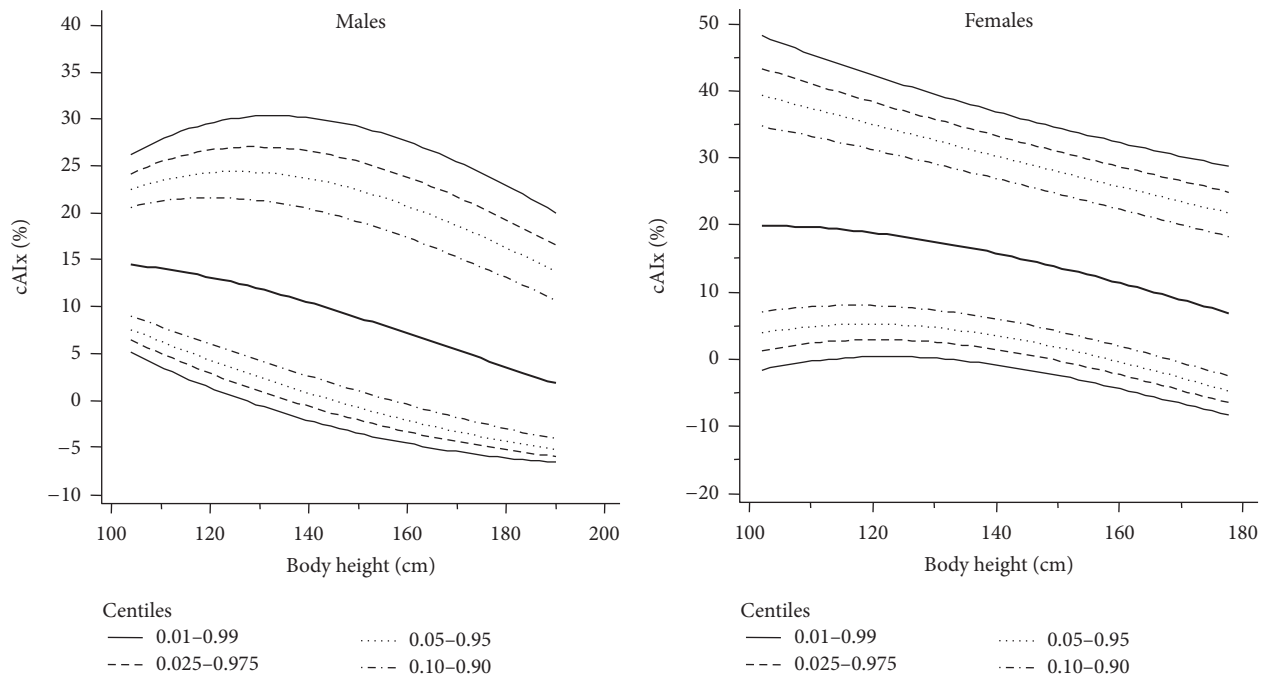 Males
cAIx (%)
40
35
30
25
20
15
10
5
0
−5
−10
100 120 140 160 180 200
Body height (cm)
Centiles
0.01–0.99
0.025–0.975
0.05–0.95
0.10–0.90
Females
cAIx (%)
50
40
30
20
10
0
−10
−20
100 120 140 160 180
Body height (cm)
Centiles
0.01–0.99
0.025–0.975
0.05–0.95
0.10–0.90